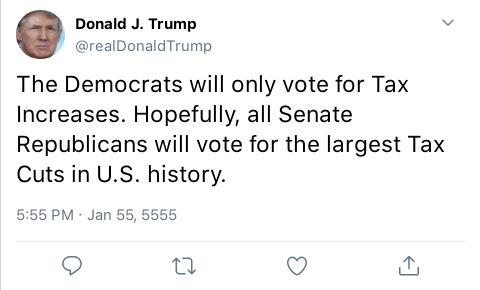 Donald J. Trump
@realDonaldTrump
The Democrats will only vote for Tax
Increases. Hopefully, all Senate
Republicans will vote for the largest Tax
Cuts in U.S. history.
5:55 PM · Jan 55, 5555